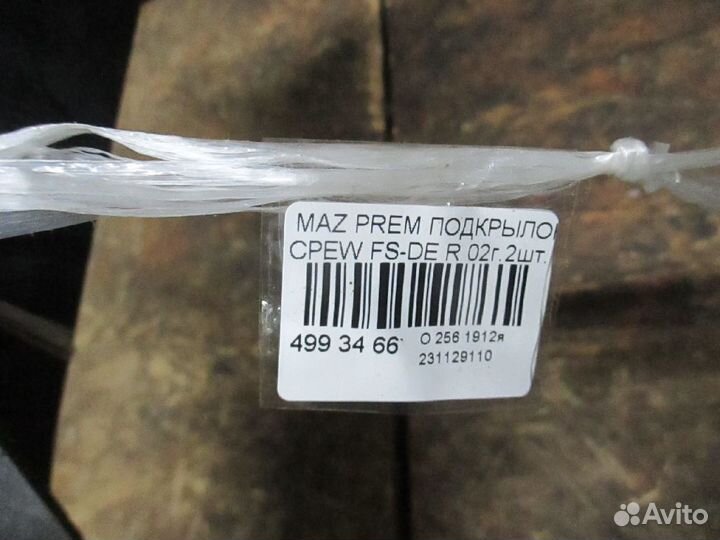 MAZ PREM ПОДКРЫЛО
CPEW FS-DE R 02г.2шт.
499 34 66
О 256 1912я
231129110
Avito